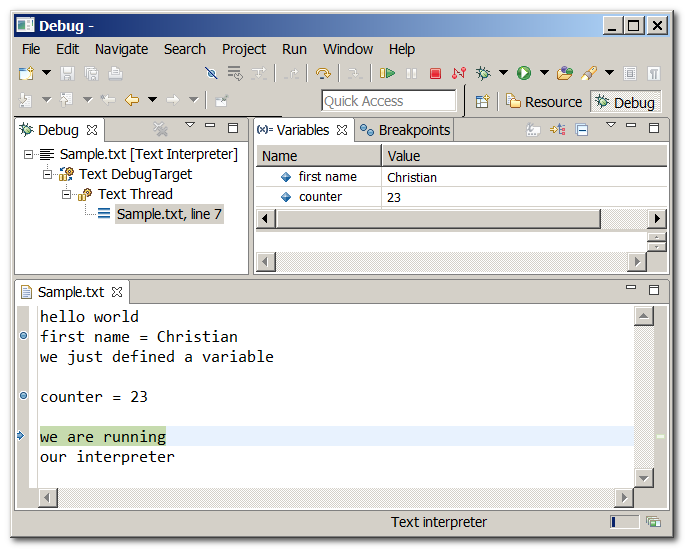 Debug -
File Edit Navigate Search Project Run Window Help
Quick Access
Resource
Debug
Debug
Sample.txt [Text Interpreter]
Text DebugTarget
Text Thread
Sample.txt, line 7
(x)= Variables
Breakpoints
Name Value
first name Christian
counter 23
Sample.txt
hello world
first name = Christian
we just defined a variable
counter = 23
we are running
our interpreter
Text interpreter